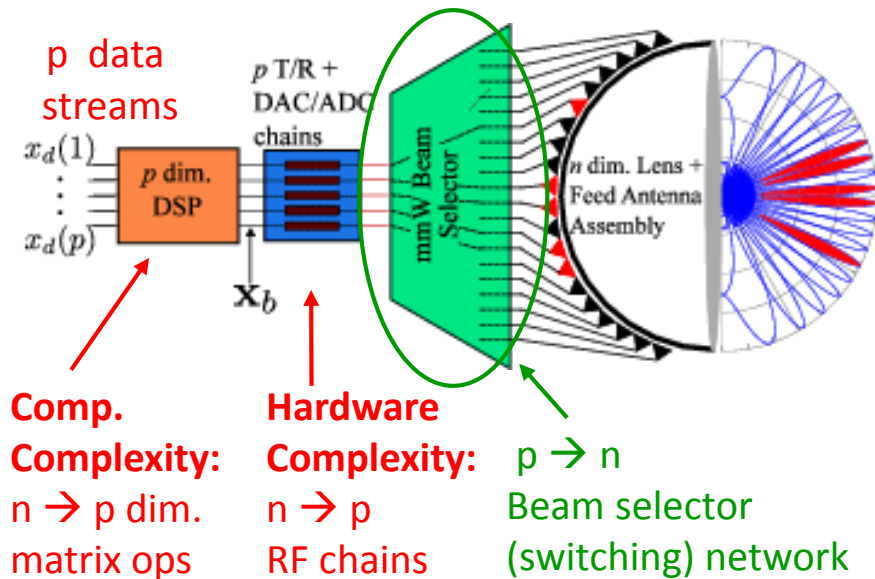 p data
streams
x_d(1)
x_d(p)
p dim.
DSP
x_b
p T/R +
DAC/ADC
chains
mmW Beam
Selector
n dim. Lens +
Feed Antenna
Assembly
Comp.
Complexity:
n → p dim.
matrix ops
Hardware
Complexity:
n → p
RF chains
p → n
Beam selector
(switching) network